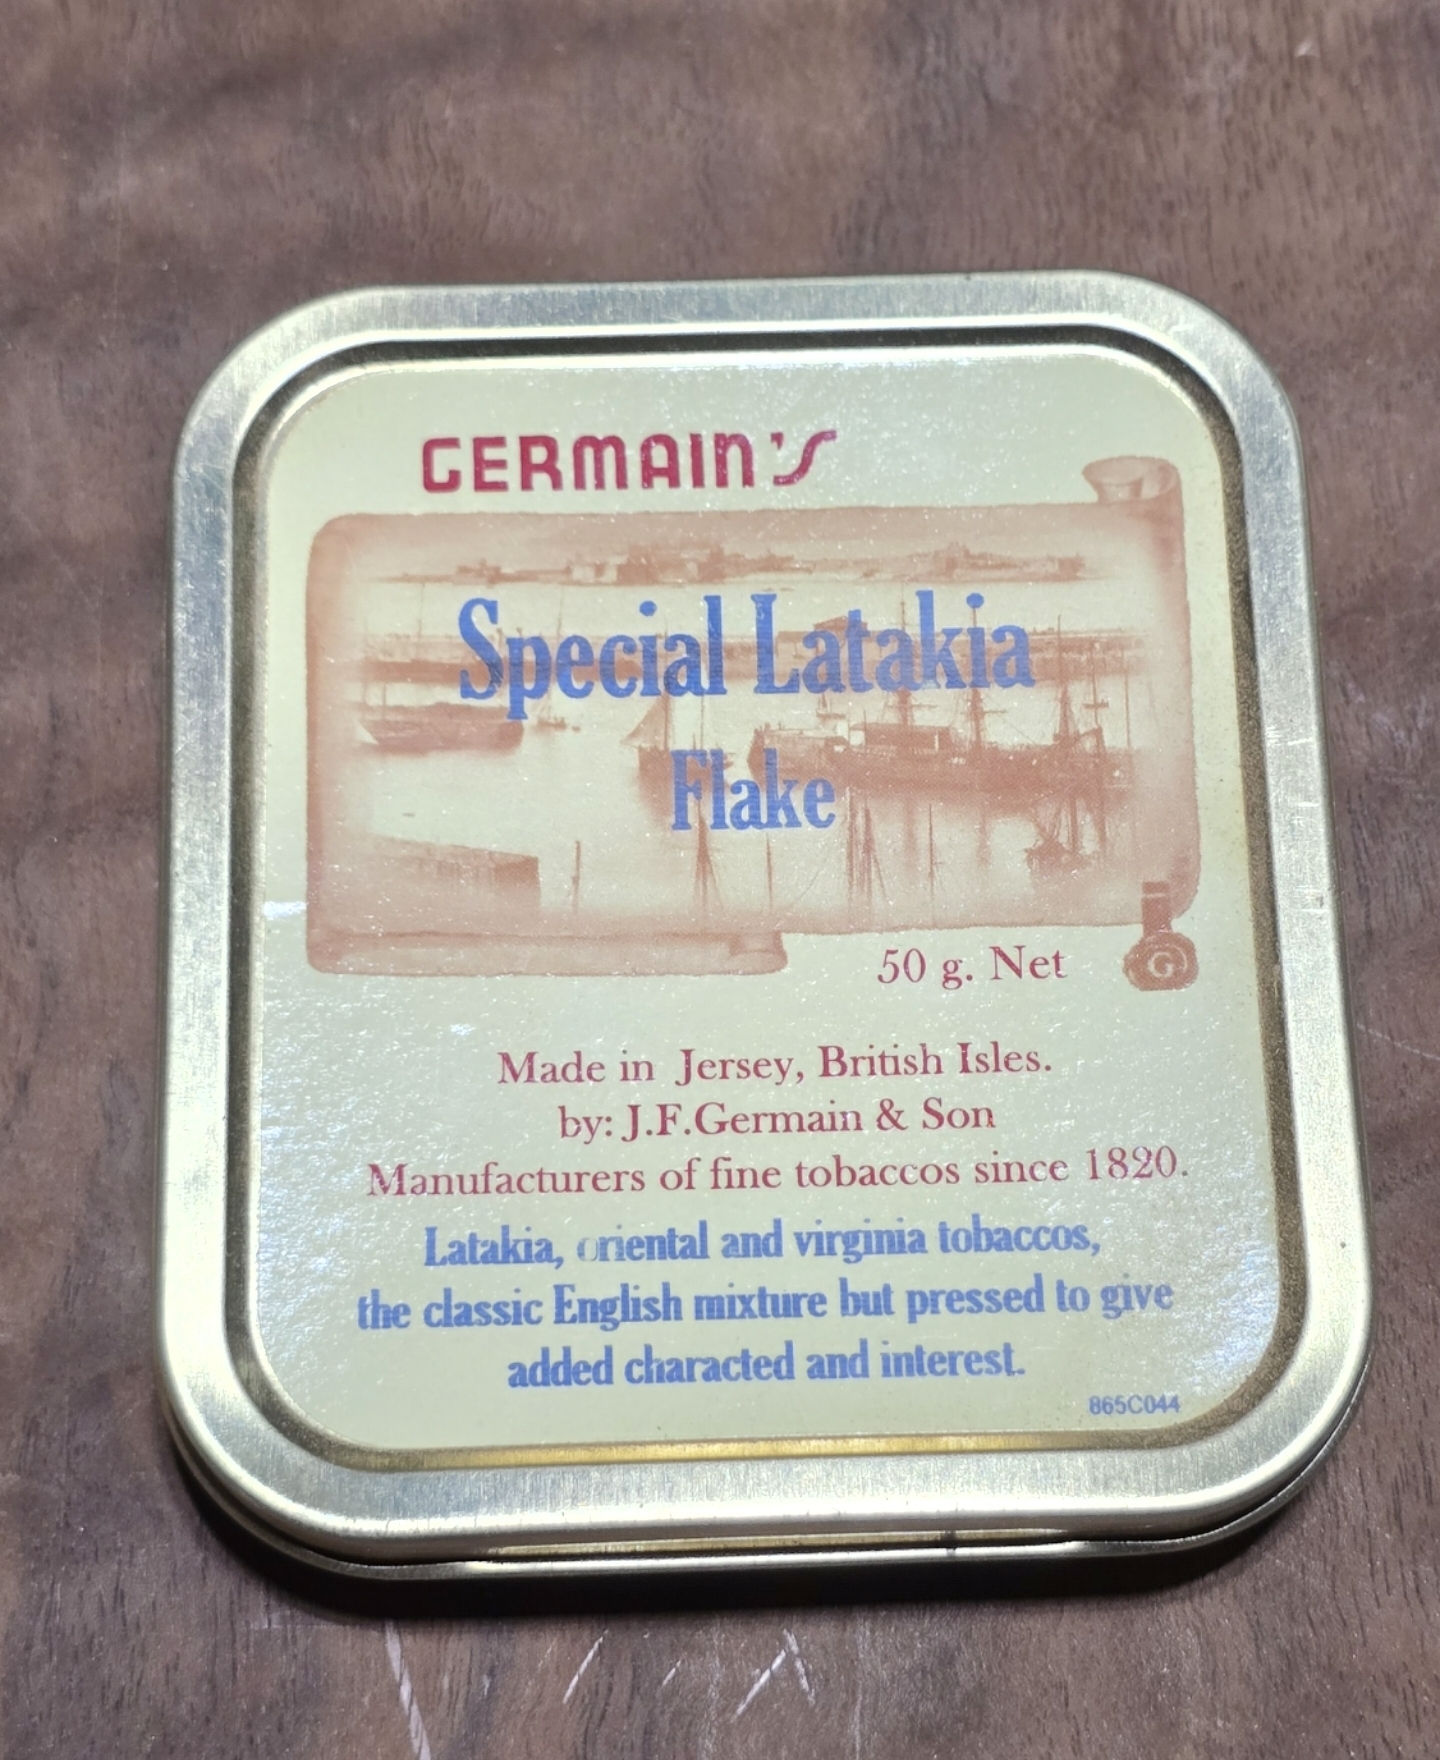 GERMAIN'S
Special Latakia
Flake
50 g. Net
G
Made in Jersey, British Isles.
by: J.F.Germain & Son
Manufacturers of fine tobaccos since 1820.
Latakia, oriental and virginia tobaccos,
the classic English mixture but pressed to give
added characted and interest.
865C044